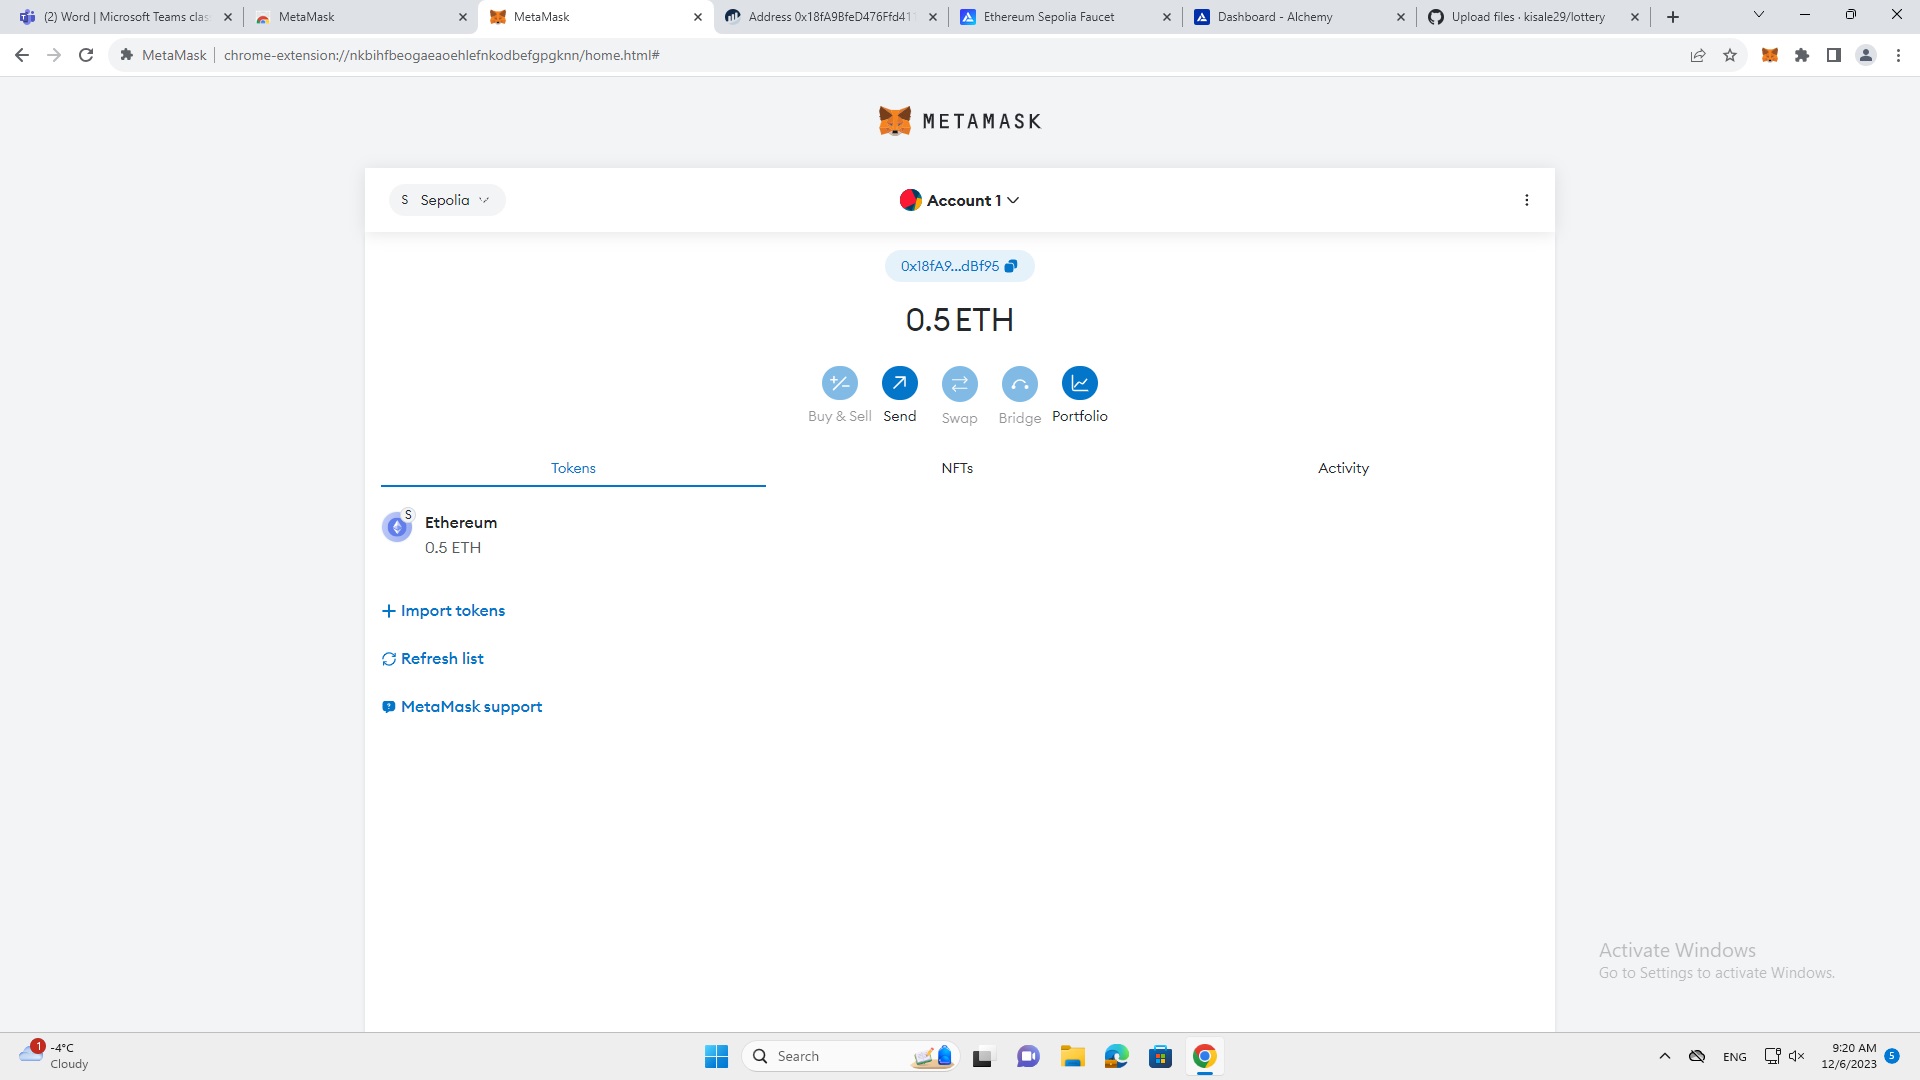 (2) Word | Microsoft Teams clas
MetaMask
MetaMask
Address 0x18fA9BfeD476Ffd411
Ethereum Sepolia Faucet
Dashboard - Alchemy
Upload files · kisale29/lottery
MetaMask
chrome-extension://nkbihfbeogaeaoehlefnkodbefgpgknn/home.html#
METAMASK
S Sepolia
Account 1
0x18fA9...dBf95
0.5 ETH
Buy & Sell
Send
Swap
Bridge
Portfolio
Tokens
NFTs
Activity
S
Ethereum
0.5 ETH
Import tokens
Refresh list
MetaMask support
Activate Windows
Go to Settings to activate Windows.
1
-4°C
Cloudy
Search
ENG
9:20 AM
12/6/2023
5